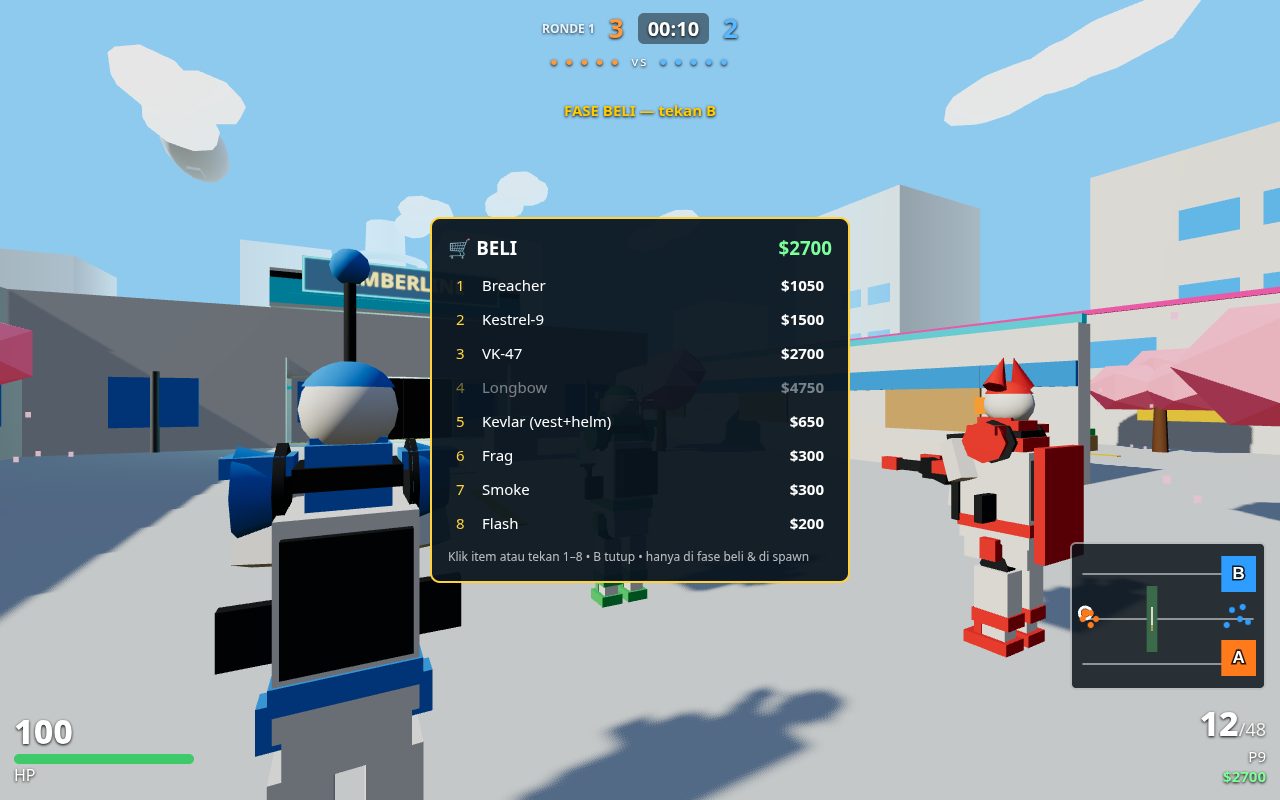 RONDE 1 3 00:10 2
VS
FASE BELI — tekan B
BELI $2700
1 Breacher $1050
2 Kestrel-9 $1500
3 VK-47 $2700
4 Longbow $4750
5 Kevlar (vest+helm) $650
6 Frag $300
7 Smoke $300
8 Flash $200
Klik item atau tekan 1–8 • B tutup • hanya di fase beli & di spawn
B
A
100
HP
12/48
P9
$2700